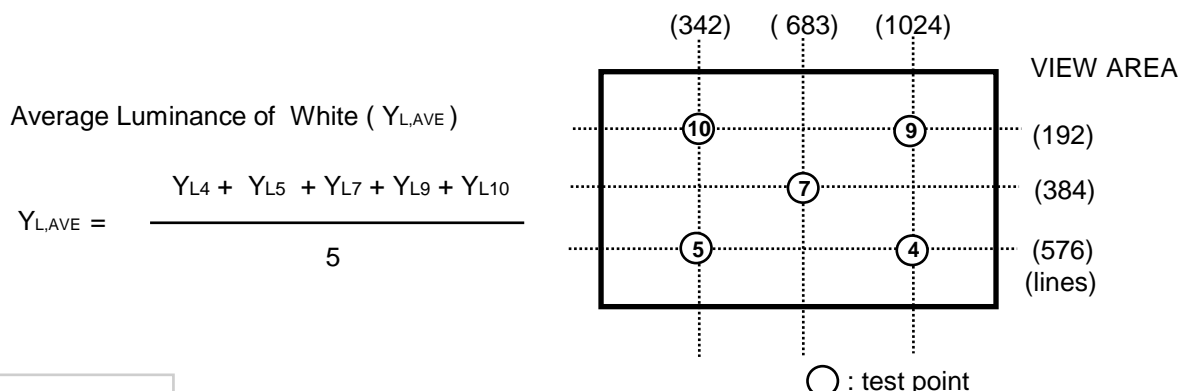 (342) ( 683) (1024)
VIEW AREA
Average Luminance of White ( YL,AVE )
10 9 (192)
YL4 + YL5 + YL7 + YL9 + YL10
7 (384)
YL,AVE =
5
5 4 (576)
(lines)
: test point